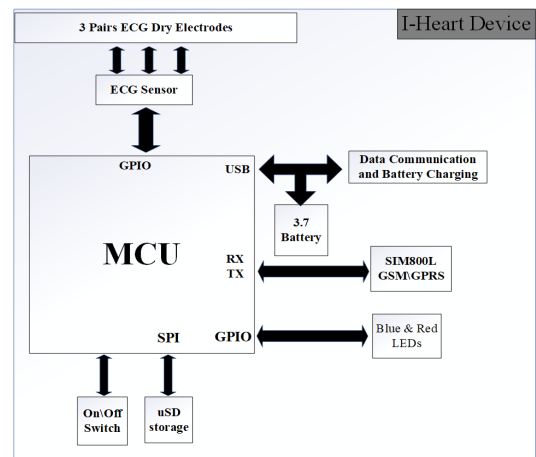 I-Heart Device
3 Pairs ECG Dry Electrodes
ECG Sensor
GPIO
USB
Data Communication
and Battery Charging
3.7
Battery
MCU
RX
TX
SIM800L
GSM\GPRS
SPI
GPIO
Blue & Red
LEDs
On\Off
Switch
uSD
storage